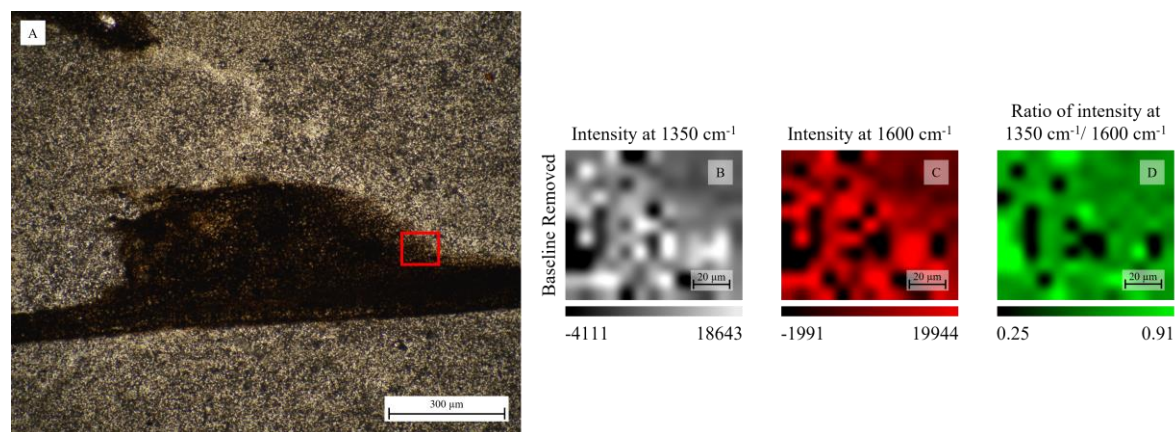 A
300 µm
Baseline Removed
Intensity at 1350 cm⁻¹
B
20 µm
-4111 18643
Intensity at 1600 cm⁻¹
C
20 µm
-1991 19944
Ratio of intensity at
1350 cm⁻¹/ 1600 cm⁻¹
D
20 µm
0.25 0.91